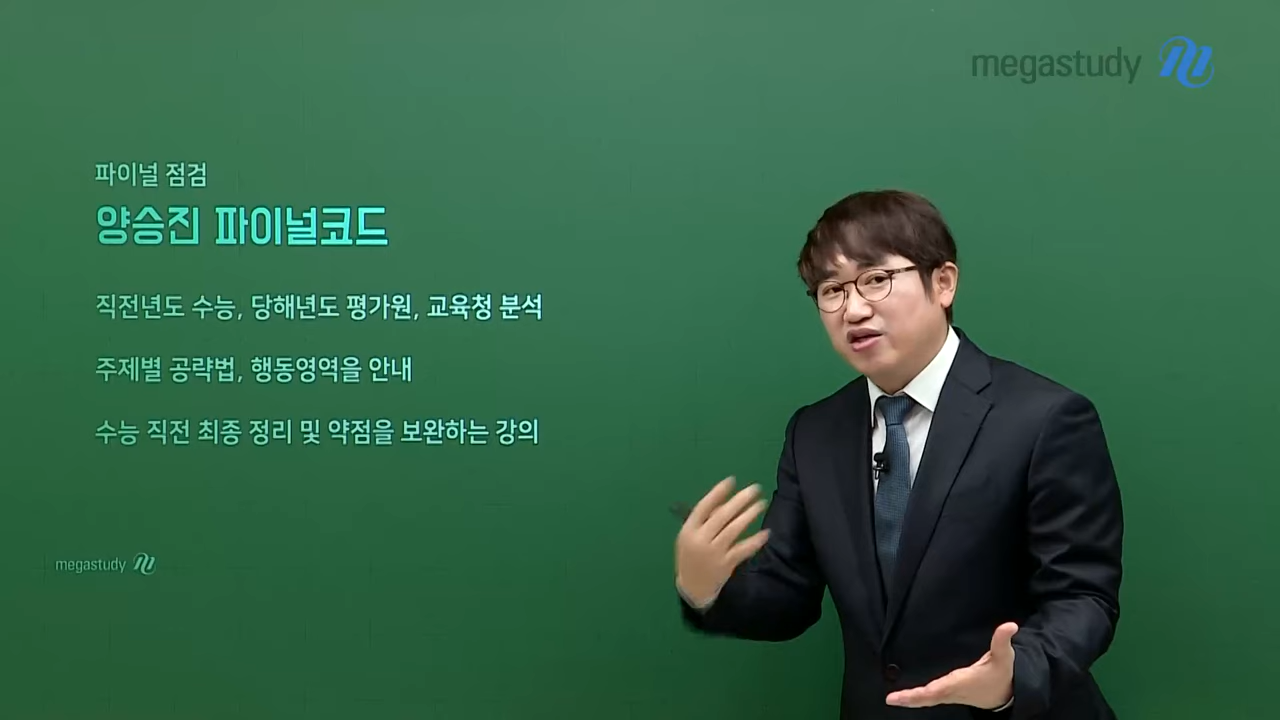 megastudy
파이널 점검
양승진 파이널코드
직전년도 수능, 당해년도 평가원, 교육청 분석
주제별 공략법, 행동영역을 안내
수능 직전 최종 정리 및 약점을 보완하는 강의
megastudy